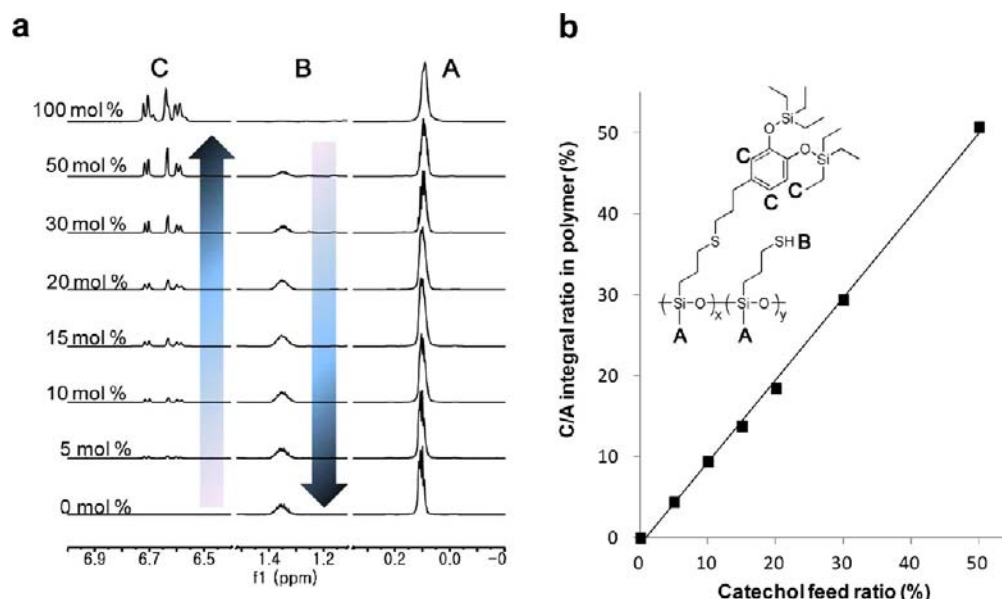 a
C B A
100 mol %
50 mol %
30 mol %
20 mol %
15 mol %
10 mol %
5 mol %
0 mol %
6.9 6.7 6.5 1.4 1.2 0.2 0.0 -0
f1 (ppm)
b
C/A integral ratio in polymer (%)
50
40
30
20
10
0
0 10 20 30 40 50
Catechol feed ratio (%)
Si
O O
Si
C
C C
S
SH B
Si O x Si O y
A A